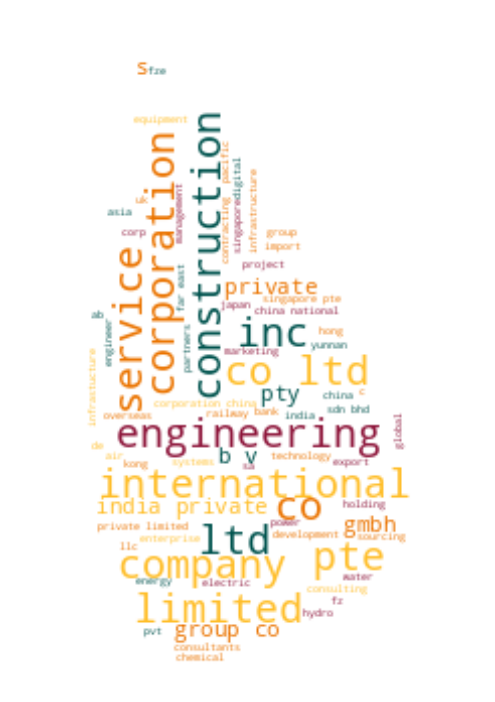 s fze
equipment
service
corporation
construction
pacific
contracting
singapore
digital
infrastructure
management
uk
asia
corp
group
import
project
far east
private
singapore pte
japan
china national
ab
engineer
partners
inc
hong
yunnan
marketing
co ltd
infrastucture
pty
china
c
corporation china
sdn bhd
overseas
railway
bank
india
engineering
global
de
b v
air
kong
systems
sa
technology
export
international
india private
co
holding
private limited
power
gmbh
ltd
enterprise
development
sourcing
llc
company
pte
water
energy
electric
consulting
limited
fz
hydro
pvt
group co
consultants
chemical